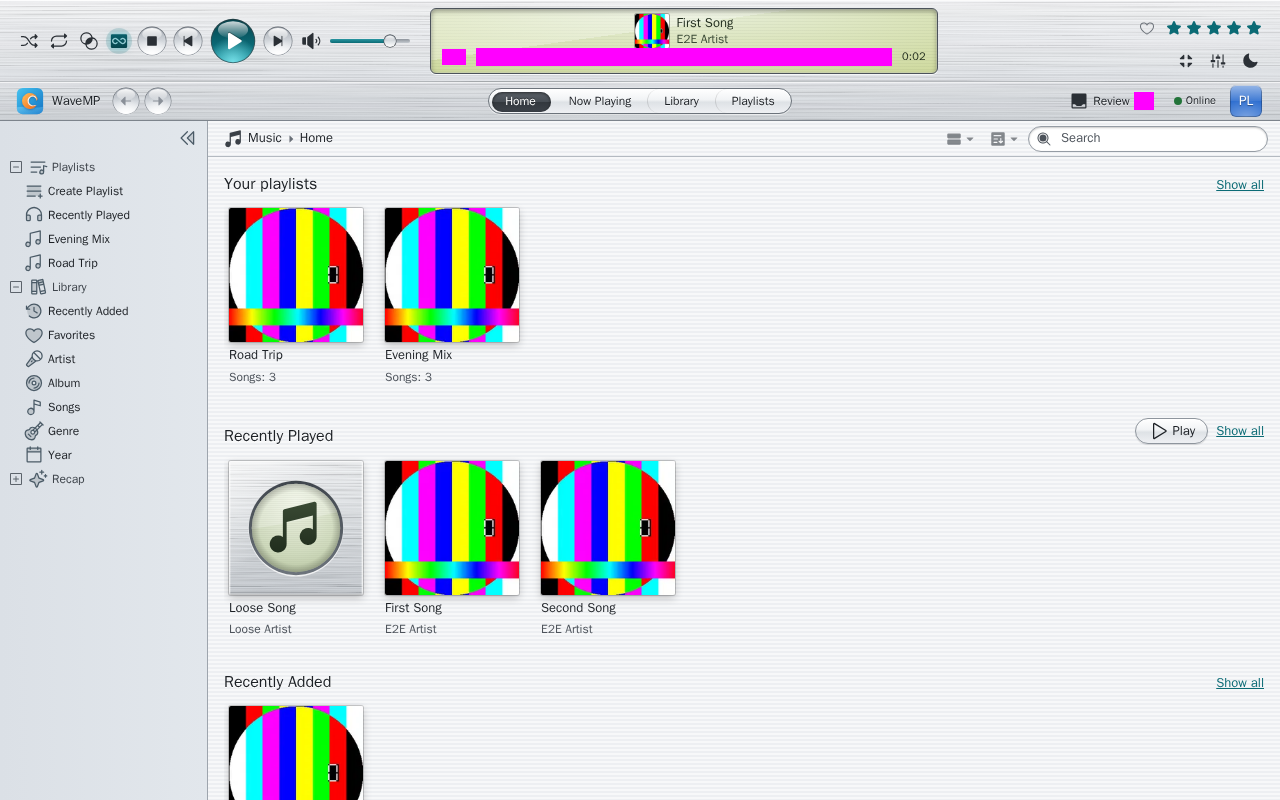 First Song
E2E Artist
0:02
WaveMP
Home
Now Playing
Library
Playlists
Review
Online
PL
Music
Home
Search
Playlists
Create Playlist
Recently Played
Evening Mix
Road Trip
Library
Recently Added
Favorites
Artist
Album
Songs
Genre
Year
Recap
Your playlists
Show all
Road Trip
Songs: 3
Evening Mix
Songs: 3
Recently Played
Play
Show all
Loose Song
Loose Artist
First Song
E2E Artist
Second Song
E2E Artist
Recently Added
Show all